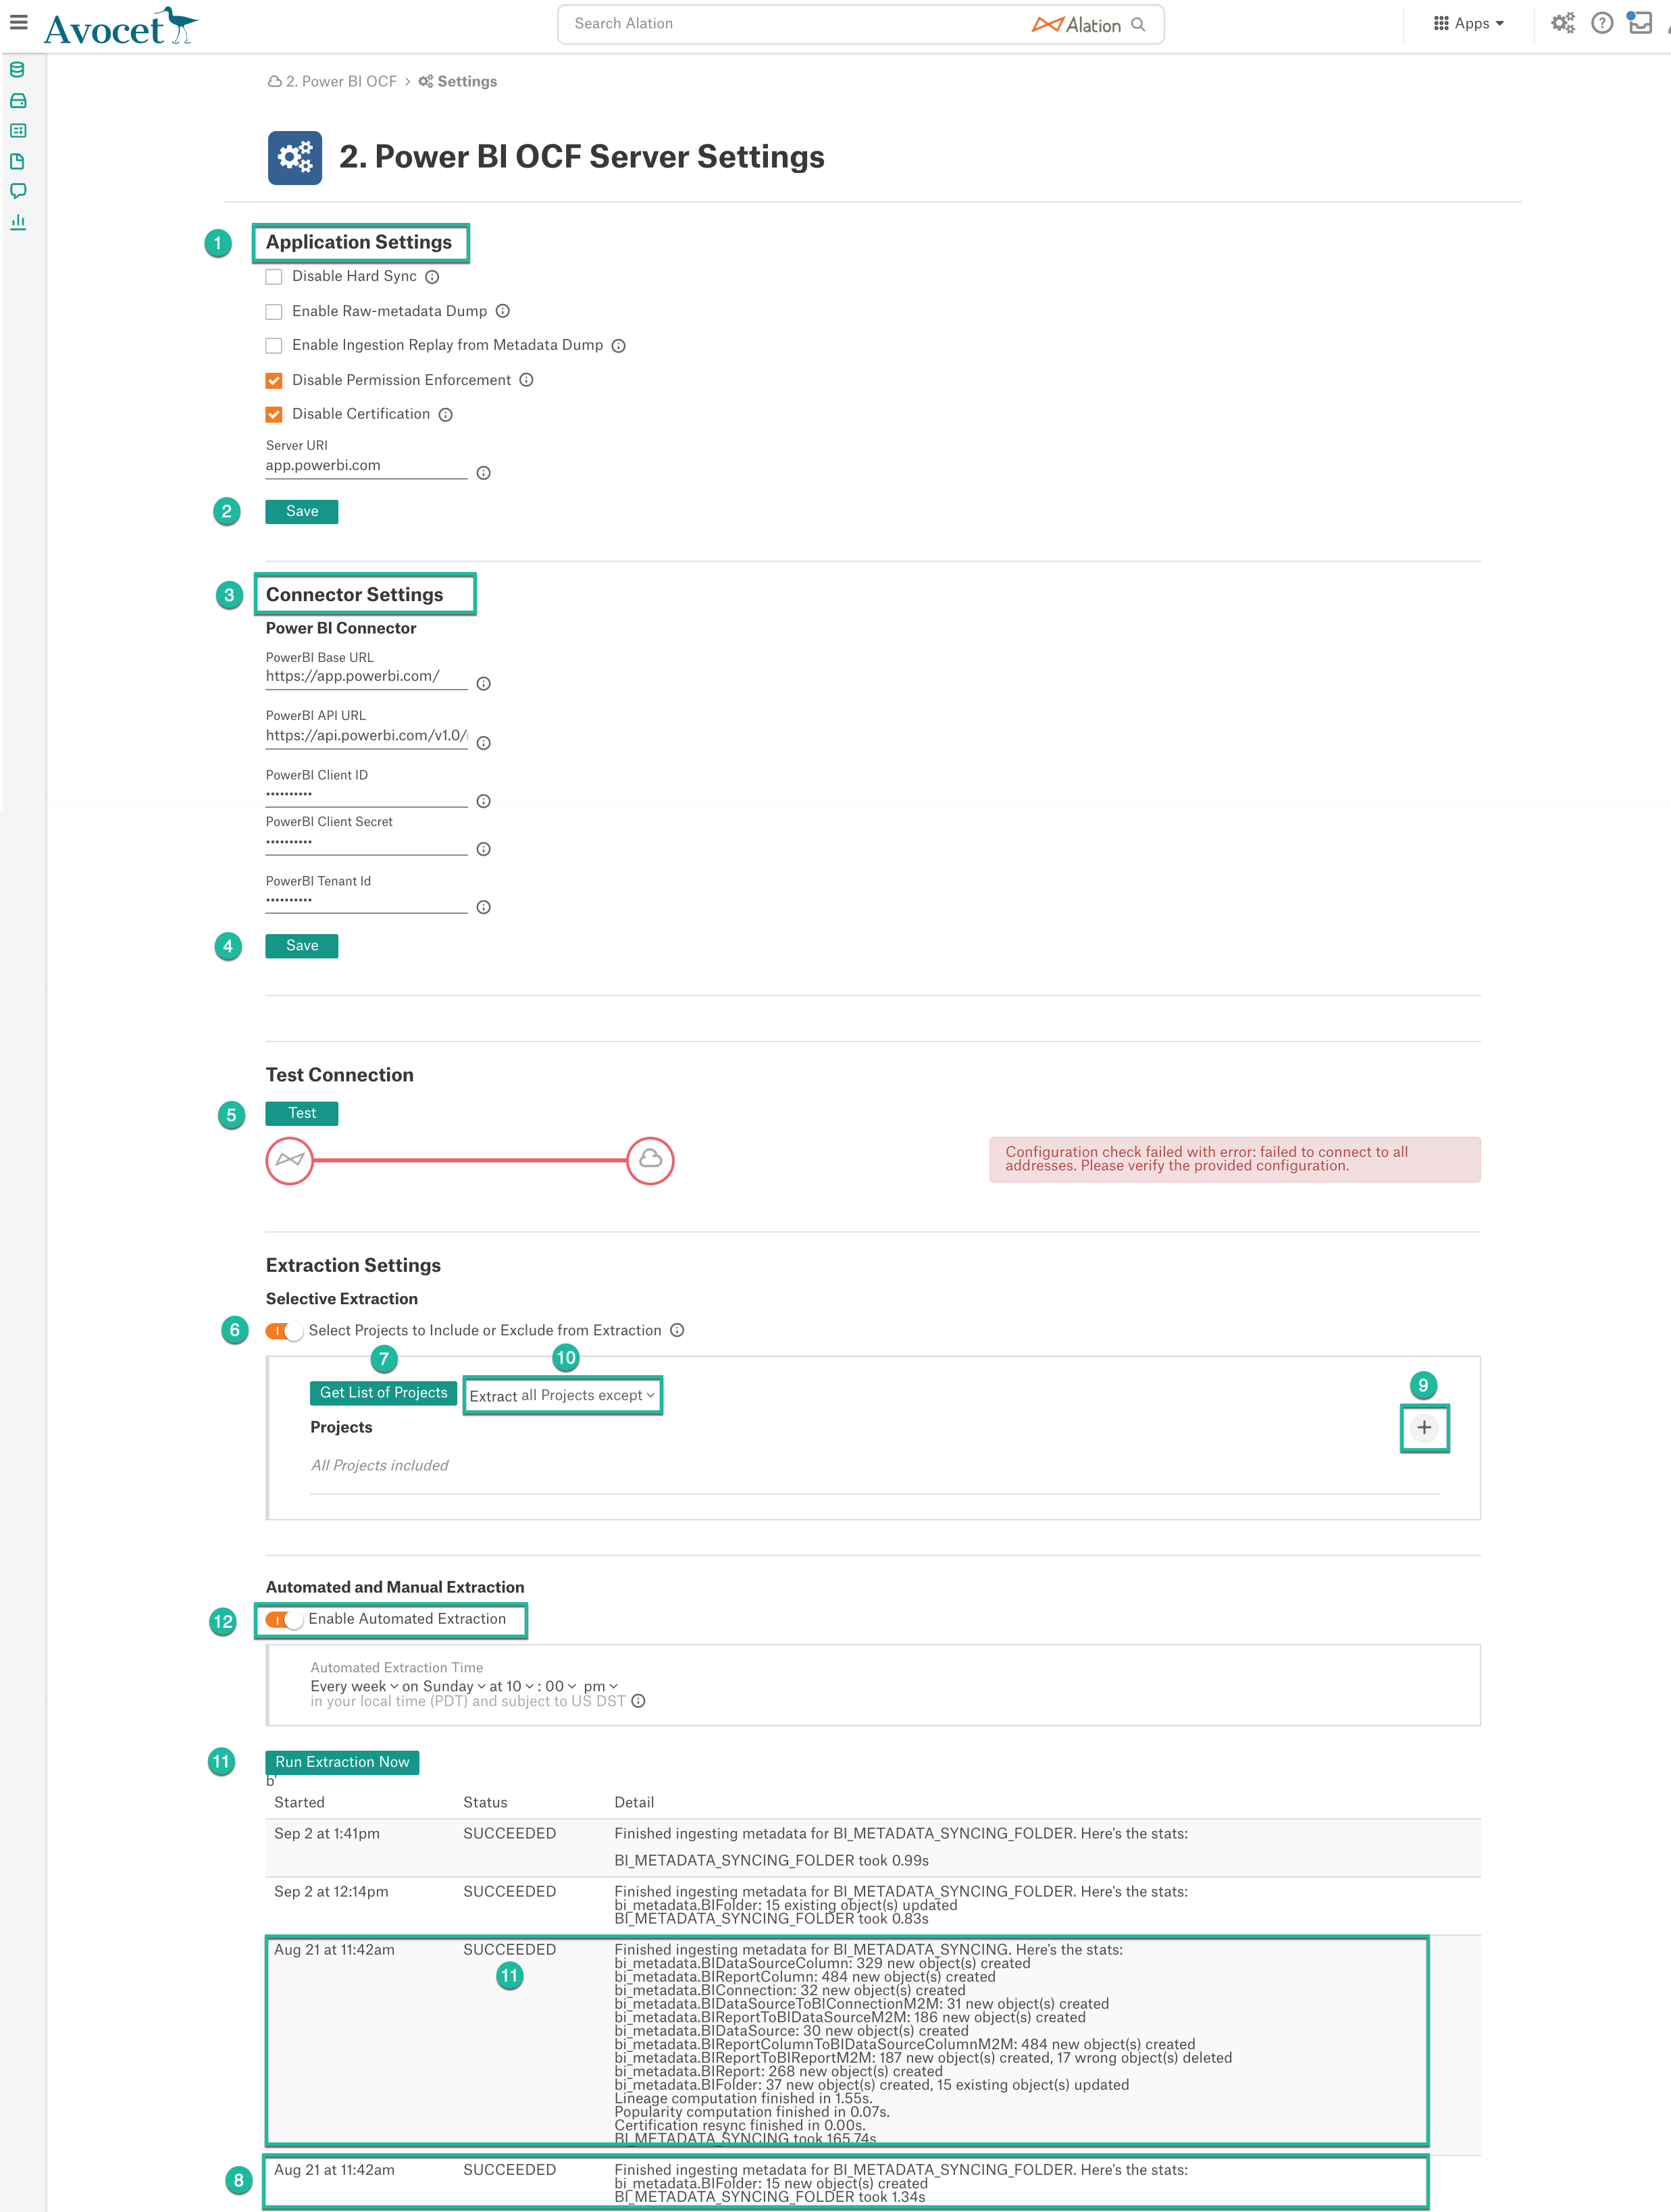 Avocet
Search Alation
Alation
Apps
2. Power BI OCF > Settings
2. Power BI OCF Server Settings
1
Application Settings
Disable Hard Sync
Enable Raw-metadata Dump
Enable Ingestion Replay from Metadata Dump
Disable Permission Enforcement
Disable Certification
Server URI
app.powerbi.com
2
Save
3
Connector Settings
Power BI Connector
PowerBI Base URL
https://app.powerbi.com/
PowerBI API URL
https://api.powerbi.com/v1.0/
PowerBI Client ID
••••••••••
PowerBI Client Secret
••••••••••
PowerBI Tenant Id
••••••••••
4
Save
Test Connection
5
Test
Configuration check failed with error: failed to connect to all
addresses. Please verify the provided configuration.
Extraction Settings
Selective Extraction
6
Select Projects to Include or Exclude from Extraction
7
10
9
Get List of Projects
Extract all Projects except
Projects
All Projects included
Automated and Manual Extraction
12
Enable Automated Extraction
Automated Extraction Time
Every week on Sunday at 10 : 00 pm
in your local time (PDT) and subject to US DST
11
Run Extraction Now
b'
Started Status Detail
Sep 2 at 1:41pm SUCCEEDED Finished ingesting metadata for BI_METADATA_SYNCING_FOLDER. Here's the stats:
BI_METADATA_SYNCING_FOLDER took 0.99s
Sep 2 at 12:14pm SUCCEEDED Finished ingesting metadata for BI_METADATA_SYNCING_FOLDER. Here's the stats:
bi_metadata.BIFolder: 15 existing object(s) updated
BI_METADATA_SYNCING_FOLDER took 0.83s
Aug 21 at 11:42am SUCCEEDED Finished ingesting metadata for BI_METADATA_SYNCING. Here's the stats:
bi_metadata.BIDataSourceColumn: 329 new object(s) created
11
bi_metadata.BIReportColumn: 484 new object(s) created
bi_metadata.BIConnection: 32 new object(s) created
bi_metadata.BIDataSourceToBIConnectionM2M: 31 new object(s) created
bi_metadata.BIReportToBIDataSourceM2M: 186 new object(s) created
bi_metadata.BIDataSource: 30 new object(s) created
bi_metadata.BIReportColumnToBIDataSourceColumnM2M: 484 new object(s) created
bi_metadata.BIReportToBIReportM2M: 187 new object(s) created, 17 wrong object(s) deleted
bi_metadata.BIReport: 268 new object(s) created
bi_metadata.BIFolder: 37 new object(s) created, 15 existing object(s) updated
Lineage computation finished in 1.55s.
Popularity computation finished in 0.07s.
Certification resync finished in 0.00s.
BI_METADATA_SYNCING took 165.74s
8
Aug 21 at 11:42am SUCCEEDED Finished ingesting metadata for BI_METADATA_SYNCING_FOLDER. Here's the stats:
bi_metadata.BIFolder: 15 new object(s) created
BI_METADATA_SYNCING_FOLDER took 1.34s